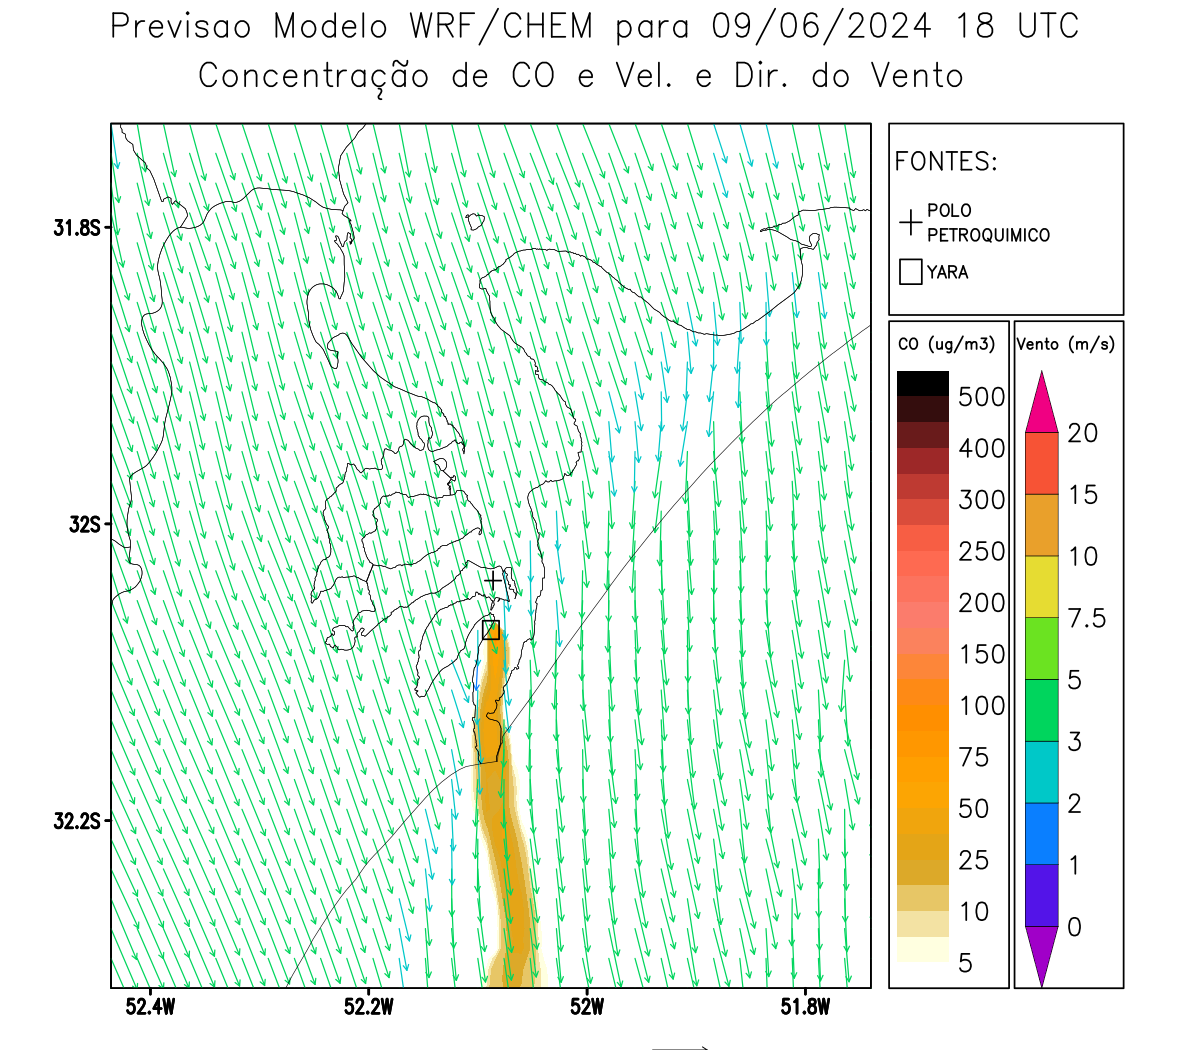 Previsao Modelo WRF/CHEM para 09/06/2024 18 UTC
Concentração de CO e Vel. e Dir. do Vento
31.8S
32S
32.2S
52.4W
52.2W
52W
51.8W
FONTES:
POLO
PETROQUIMICO
YARA
CO (ug/m3)
500
400
300
250
200
150
100
75
50
25
10
5
Vento (m/s)
20
15
10
7.5
5
3
2
1
0